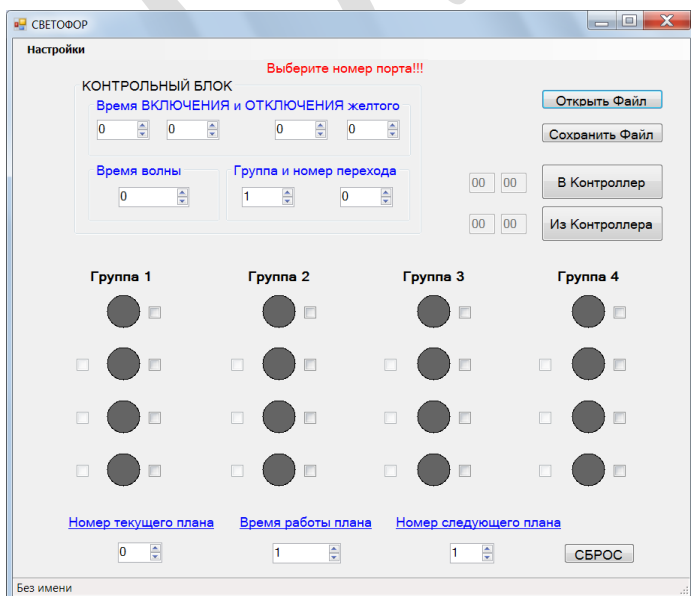 СВЕТОФОР
Настройки
Выберите номер порта!!!
КОНТРОЛЬНЫЙ БЛОК
Время ВКЛЮЧЕНИЯ и ОТКЛЮЧЕНИЯ желтого
Открыть Файл
0 0 0 0
Сохранить Файл
Время волны Группа и номер перехода
00 00 В Контроллер
0 1 0
00 00 Из Контроллера
Группа 1 Группа 2 Группа 3 Группа 4
Номер текущего плана Время работы плана Номер следующего плана
0 1 1 СБРОС
Без имени